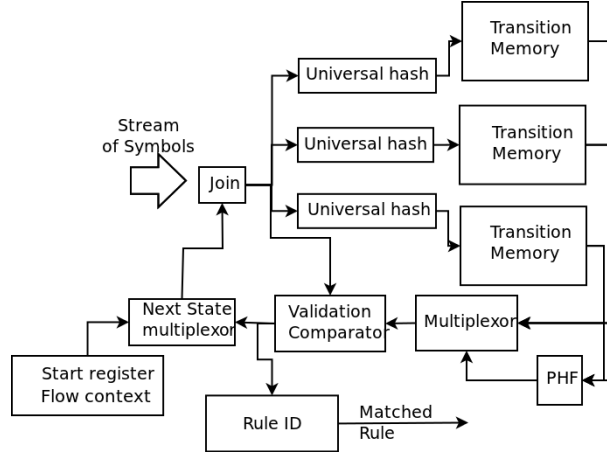 Transition
Memory
Universal hash
Stream
of Symbols
Universal hash
Transition
Memory
Join
Universal hash
Transition
Memory
Next State
multiplexor
Validation
Comparator
Multiplexor
Start register
Flow context
PHF
Rule ID
Matched
Rule